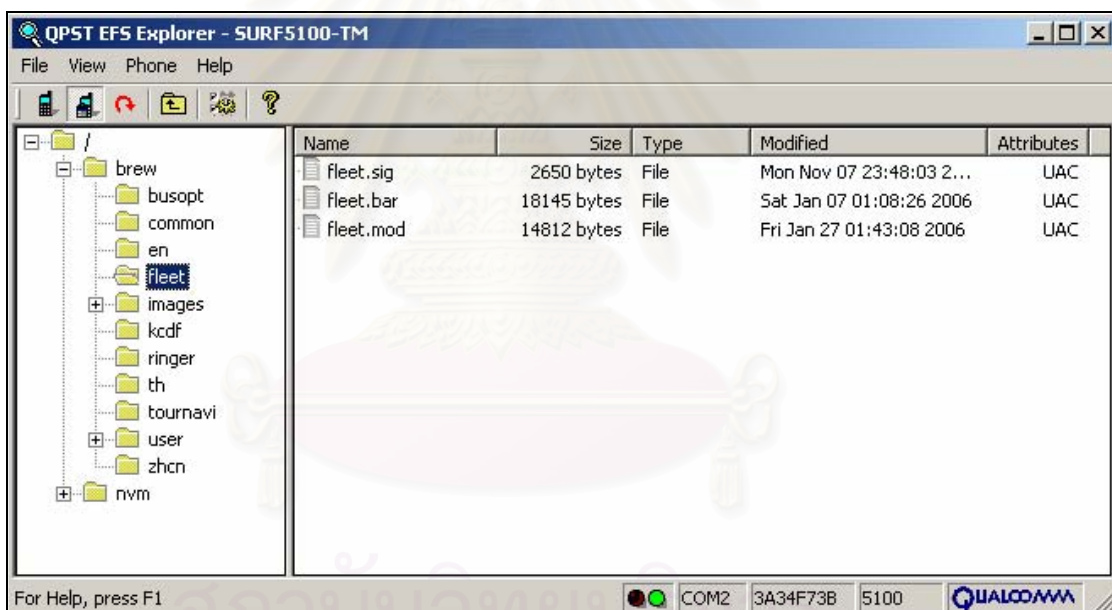 QPST EFS Explorer - SURF5100-TM
File View Phone Help
Name Size Type Modified Attributes
/
brew
busopt
common
en
fleet
images
kcdf
ringer
th
tournavi
user
zhcn
nvm
fleet.sig 2650 bytes File Mon Nov 07 23:48:03 2... UAC
fleet.bar 18145 bytes File Sat Jan 07 01:08:26 2006 UAC
fleet.mod 14812 bytes File Fri Jan 27 01:43:08 2006 UAC
For Help, press F1 COM2 3A34F73B 5100 QUALCOMM